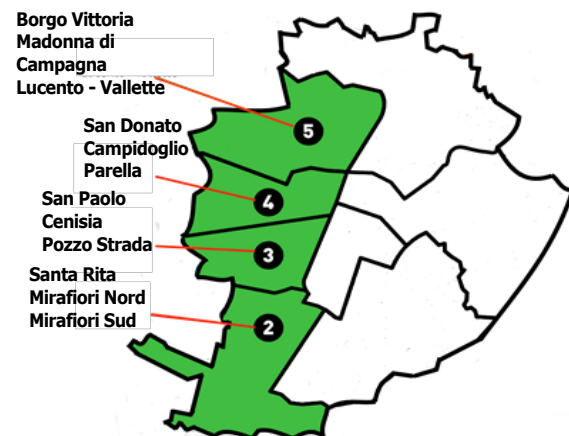 Borgo Vittoria
Madonna di
Campagna
Lucento - Vallette
5
San Donato
Campidoglio
Parella
4
San Paolo
Cenisia
Pozzo Strada
3
Santa Rita
Mirafiori Nord
Mirafiori Sud
2